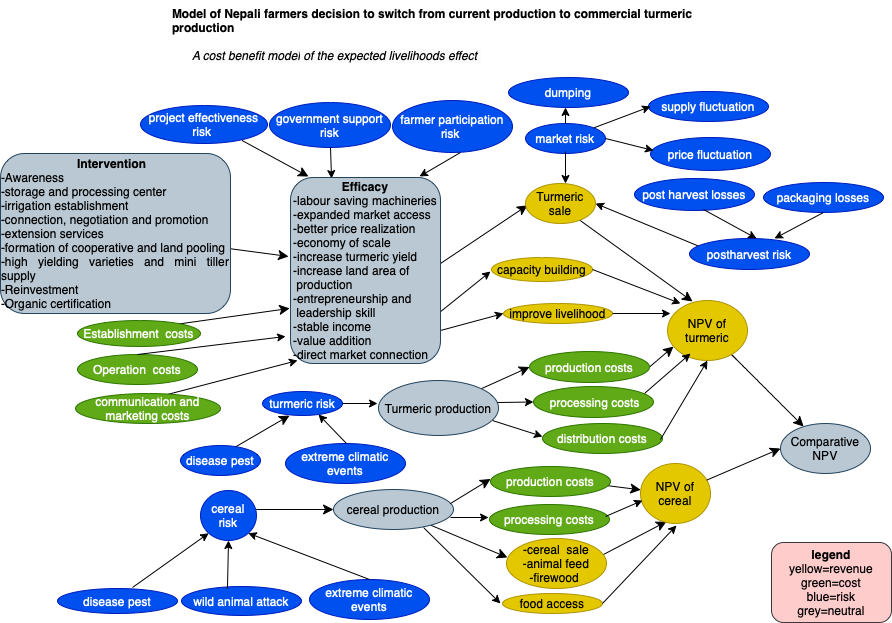 Model of Nepali farmers decision to switch from current production to commercial turmeric
production
A cost benefit model of the expected livelihoods effect
dumping
supply fluctuation
project effectiveness
risk
government support
risk
farmer participation
risk
market risk
price fluctuation
Intervention
-Awareness
-storage and processing center
-irrigation establishment
-connection, negotiation and promotion
-extension services
-formation of cooperative and land pooling
-high yielding varieties and mini tiller
supply
-Reinvestment
-Organic certification
Efficacy
-labour saving machineries
-expanded market access
-better price realization
-economy of scale
-increase turmeric yield
-increase land area of
production
-entrepreneurship and
leadership skill
-stable income
-value addition
-direct market connection
Turmeric
sale
post harvest losses
packaging losses
postharvest risk
capacity building
improve livelihood
NPV of
turmeric
Establishment costs
Operation costs
communication and
marketing costs
production costs
processing costs
distribution costs
turmeric risk
Turmeric production
disease pest
extreme climatic
events
Comparative
NPV
production costs
processing costs
NPV of
cereal
cereal
risk
cereal production
-cereal sale
-animal feed
-firewood
food access
disease pest
wild animal attack
extreme climatic
events
legend
yellow=revenue
green=cost
blue=risk
grey=neutral